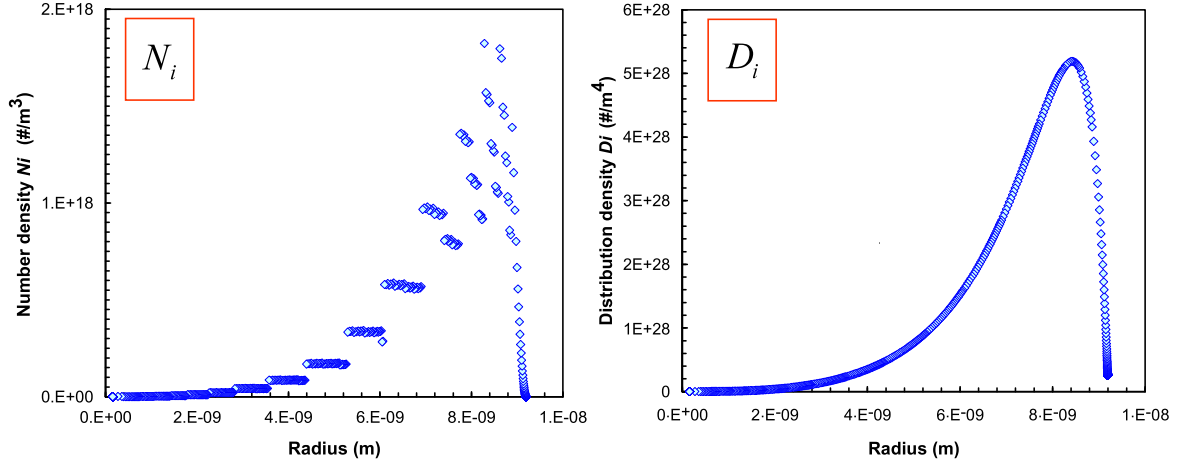 2.E+18
1.E+18
0.E+00
Number density Ni (#/m³)
N_i
0.E+00 2.E-09 4.E-09 6.E-09 8.E-09 1.E-08
Radius (m)
6E+28
5E+28
4E+28
3E+28
2E+28
1E+28
0
Distribution density Di (#/m⁴)
D_i
0.E+00 2.E-09 4.E-09 6.E-09 8.E-09 1.E-08
Radius (m)